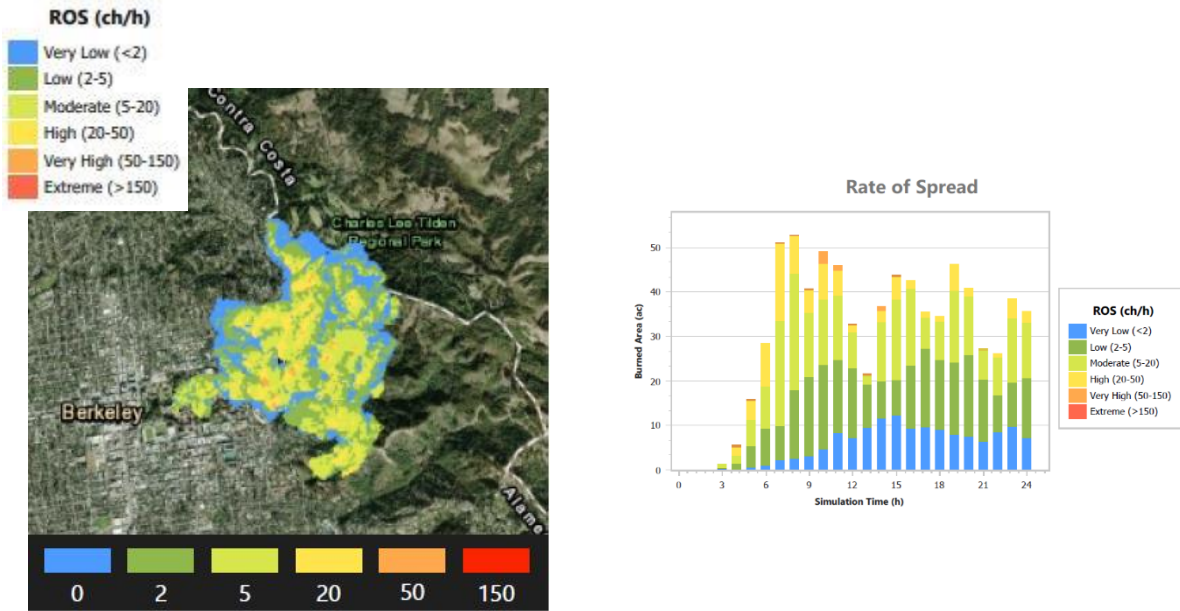 ROS (ch/h)
Very Low (<2)
Low (2-5)
Moderate (5-20)
High (20-50)
Very High (50-150)
Extreme (>150)
Contra Costa
Charles Lee Tilden
Regional Park
Berkeley
Alame
0 2 5 20 50 150
Rate of Spread
Burned Area (ac)
50
40
30
20
10
0
0 3 6 9 12 15 18 21 24
Simulation Time (h)
ROS (ch/h)
Very Low (<2)
Low (2-5)
Moderate (5-20)
High (20-50)
Very High (50-150)
Extreme (>150)